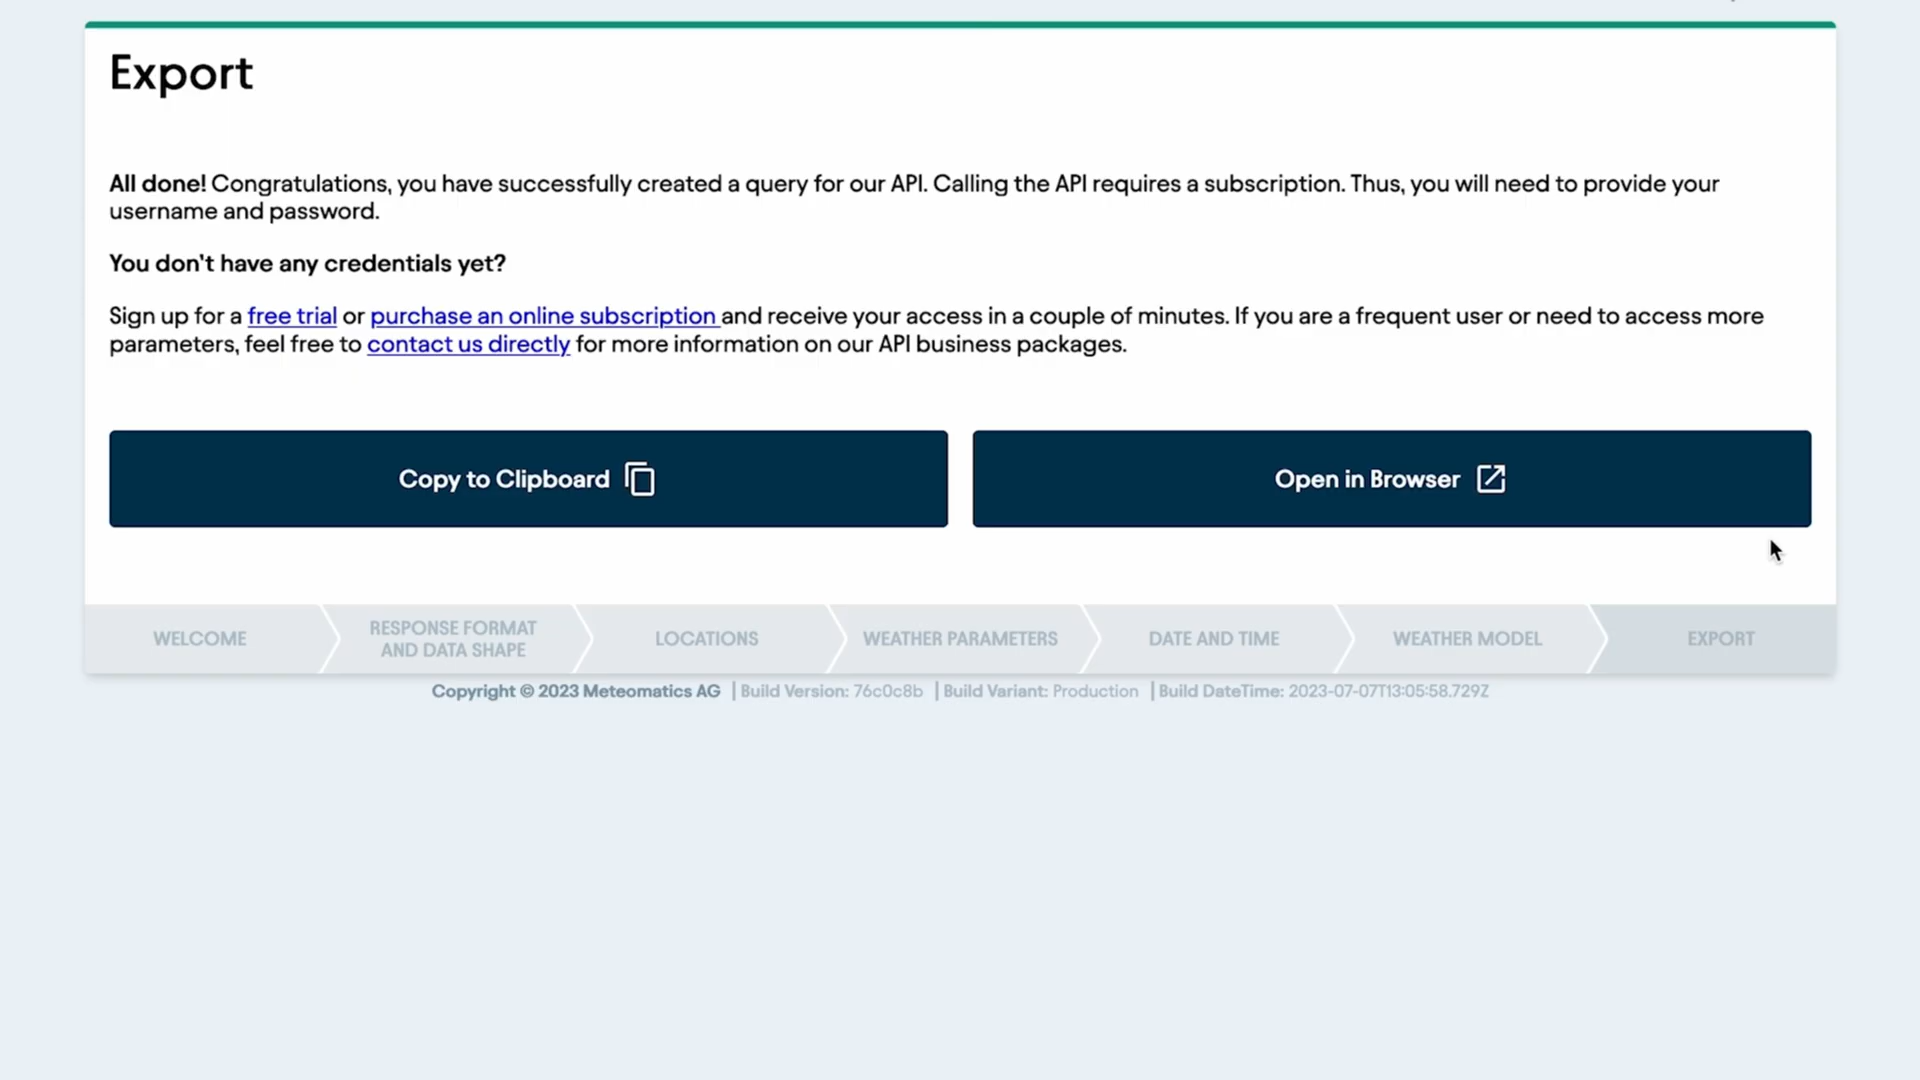 Export
All done! Congratulations, you have successfully created a query for our API. Calling the API requires a subscription. Thus, you will need to provide your
username and password.
You don't have any credentials yet?
Sign up for a free trial or purchase an online subscription and receive your access in a couple of minutes. If you are a frequent user or need to access more
parameters, feel free to contact us directly for more information on our API business packages.
Copy to Clipboard
Open in Browser
WELCOME
RESPONSE FORMAT
AND DATA SHAPE
LOCATIONS
WEATHER PARAMETERS
DATE AND TIME
WEATHER MODEL
EXPORT
Copyright © 2023 Meteomatics AG | Build Version: 76c0c8b | Build Variant: Production | Build DateTime: 2023-07-07T13:05:58.729Z